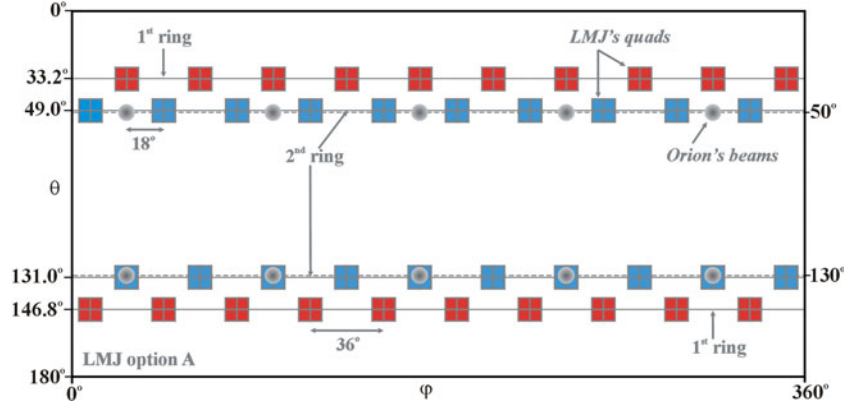 0°
1st ring
LMJ's quads
33.2°
49.0°
50°
18°
2nd ring
Orion's beams
θ
131.0°
130°
146.8°
36°
1st ring
LMJ option A
180°
0°
φ
360°